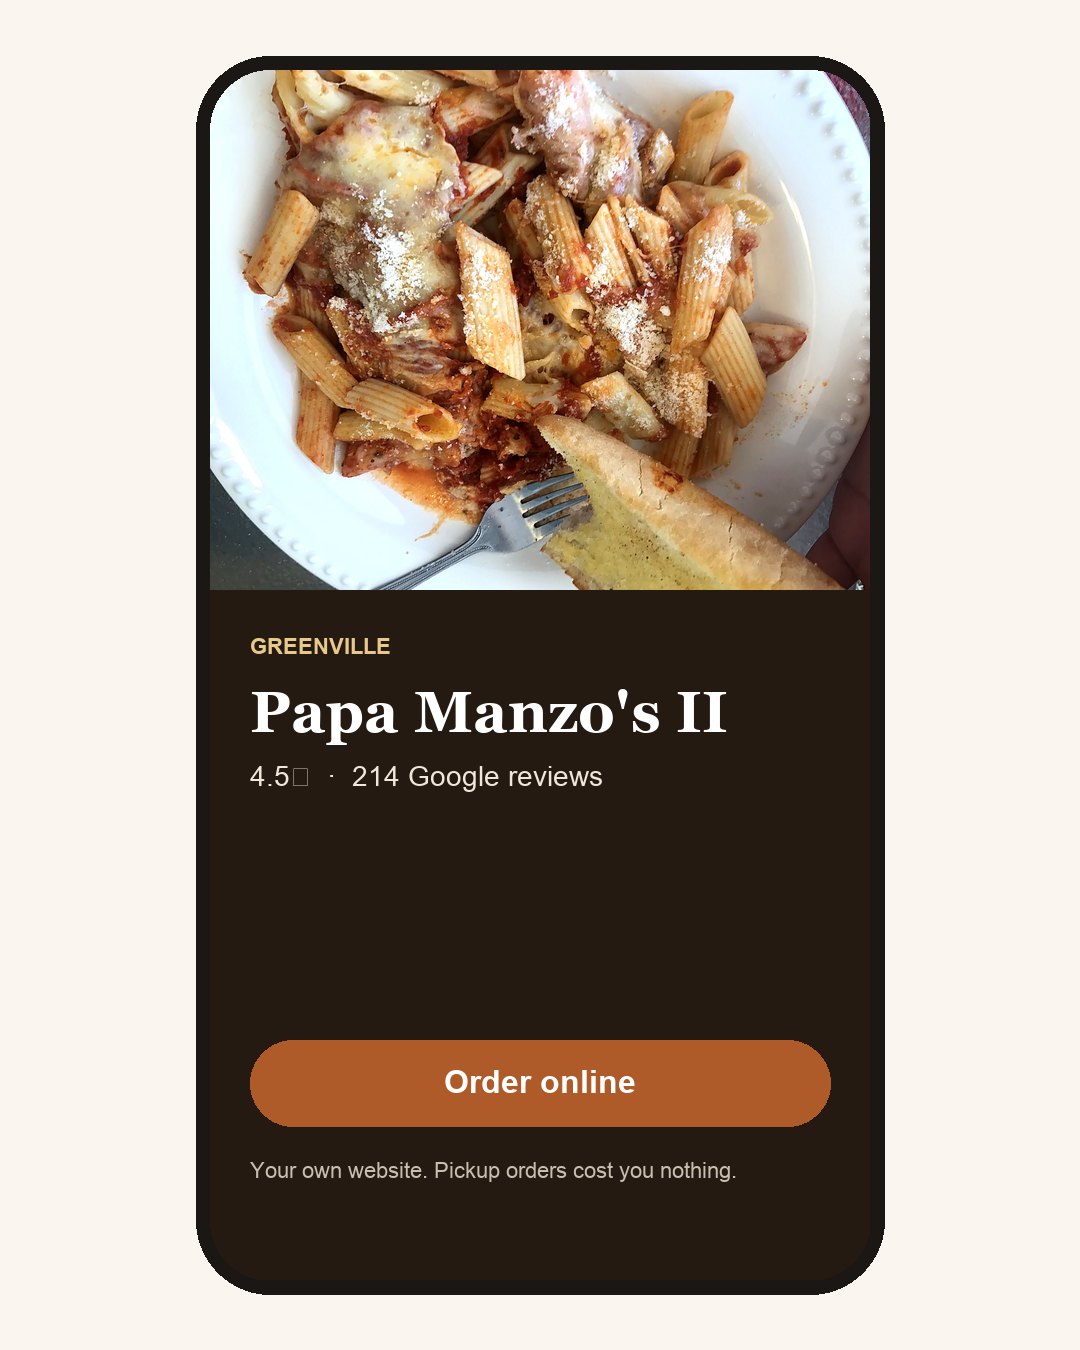 GREENVILLE
Papa Manzo's II
4.5□ · 214 Google reviews
Order online
Your own website. Pickup orders cost you nothing.